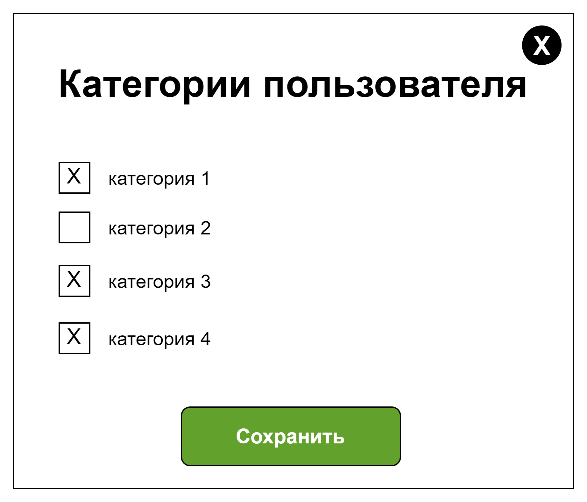 X
Категории пользователя
X категория 1
категория 2
X категория 3
X категория 4
Сохранить